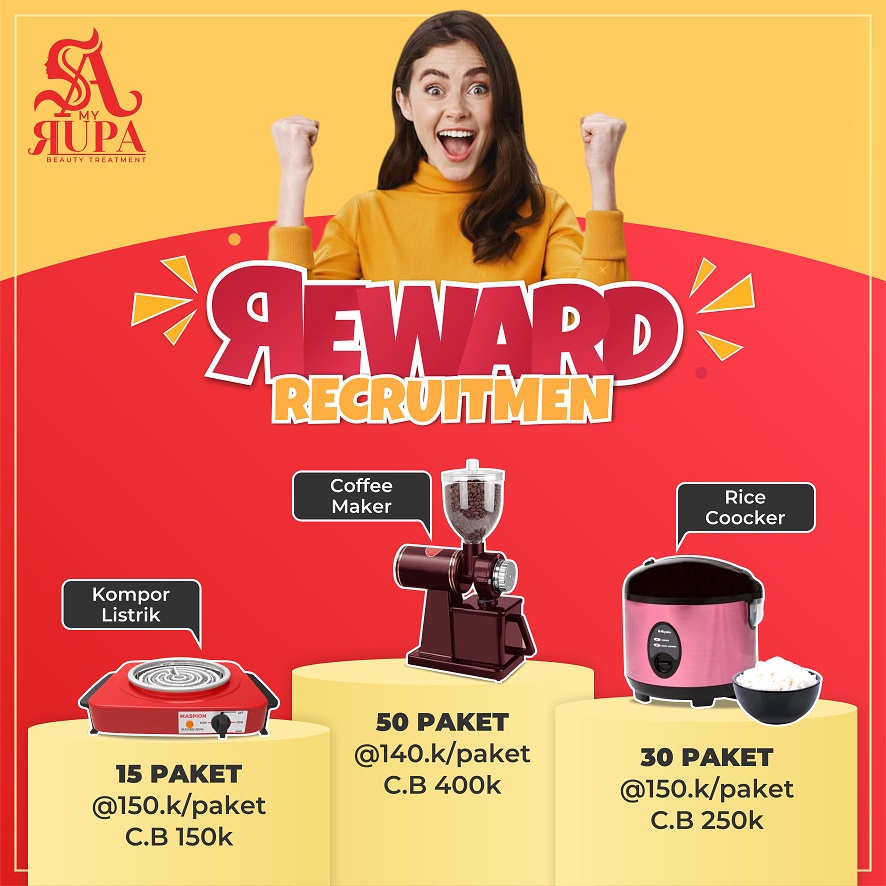 SA
MY
RUPA
BEAUTY TREATMENT
REWARD
RECRUITMEN
Coffee
Maker
Rice
Coocker
Kompor
Listrik
MASPION
50 PAKET
@140.k/paket
C.B 400k
30 PAKET
@150.k/paket
C.B 250k
15 PAKET
@150.k/paket
C.B 150k